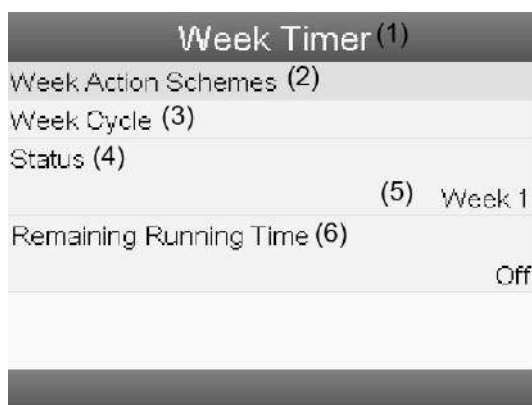 Week Timer (1)
Week Action Schemes (2)
Week Cycle (3)
Status (4)
(5) Week 1
Remaining Running Time (6)
Off